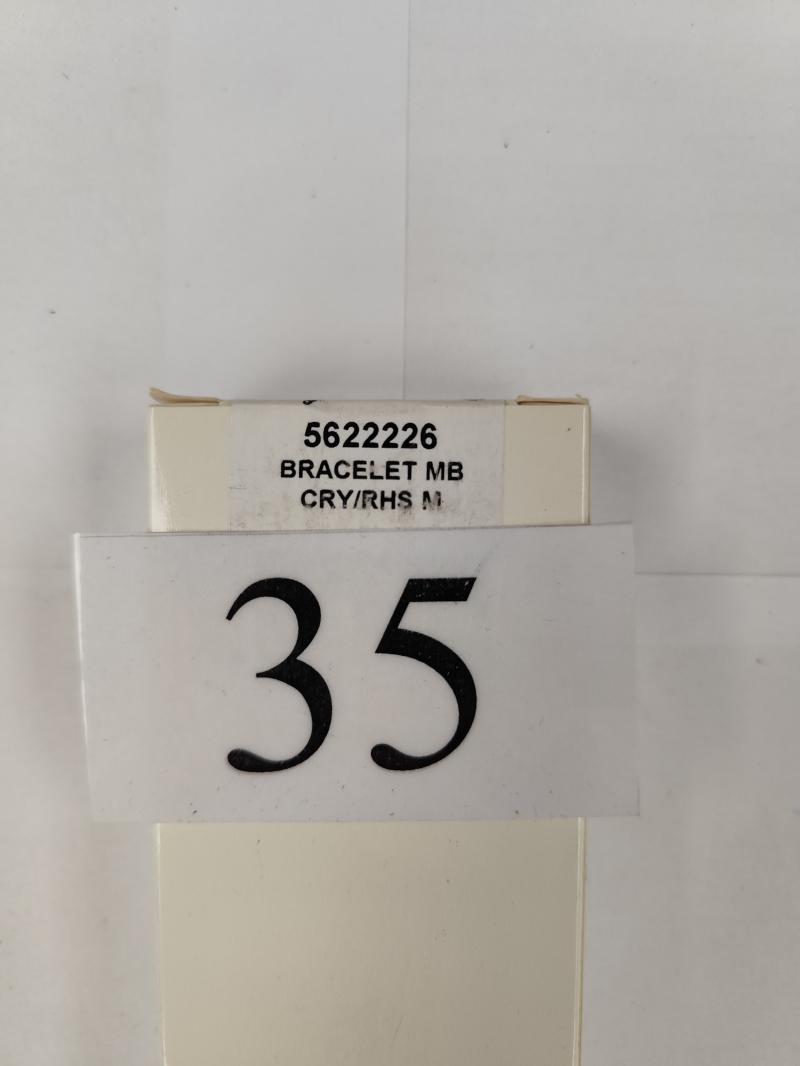 5622226
BRACELET MB
CRY/RHS M
35